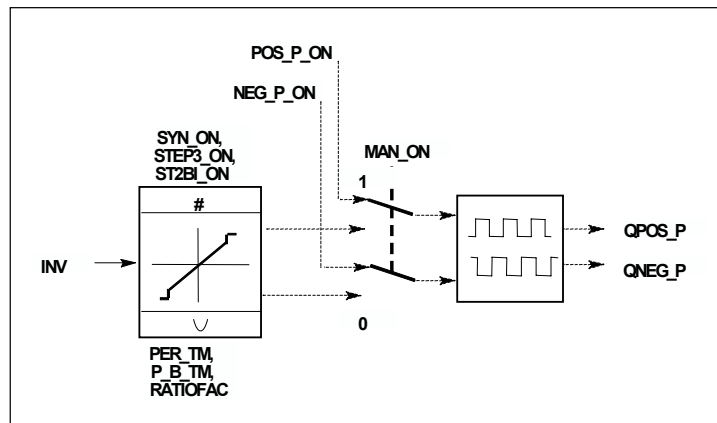 POS_P_ON
NEG_P_ON
SYN_ON,
STEP3_ON,
ST2BI_ON
MAN_ON
1
#
INV
QPOS_P
QNEG_P
0
PER_TM,
P_B_TM,
RATIOFAC